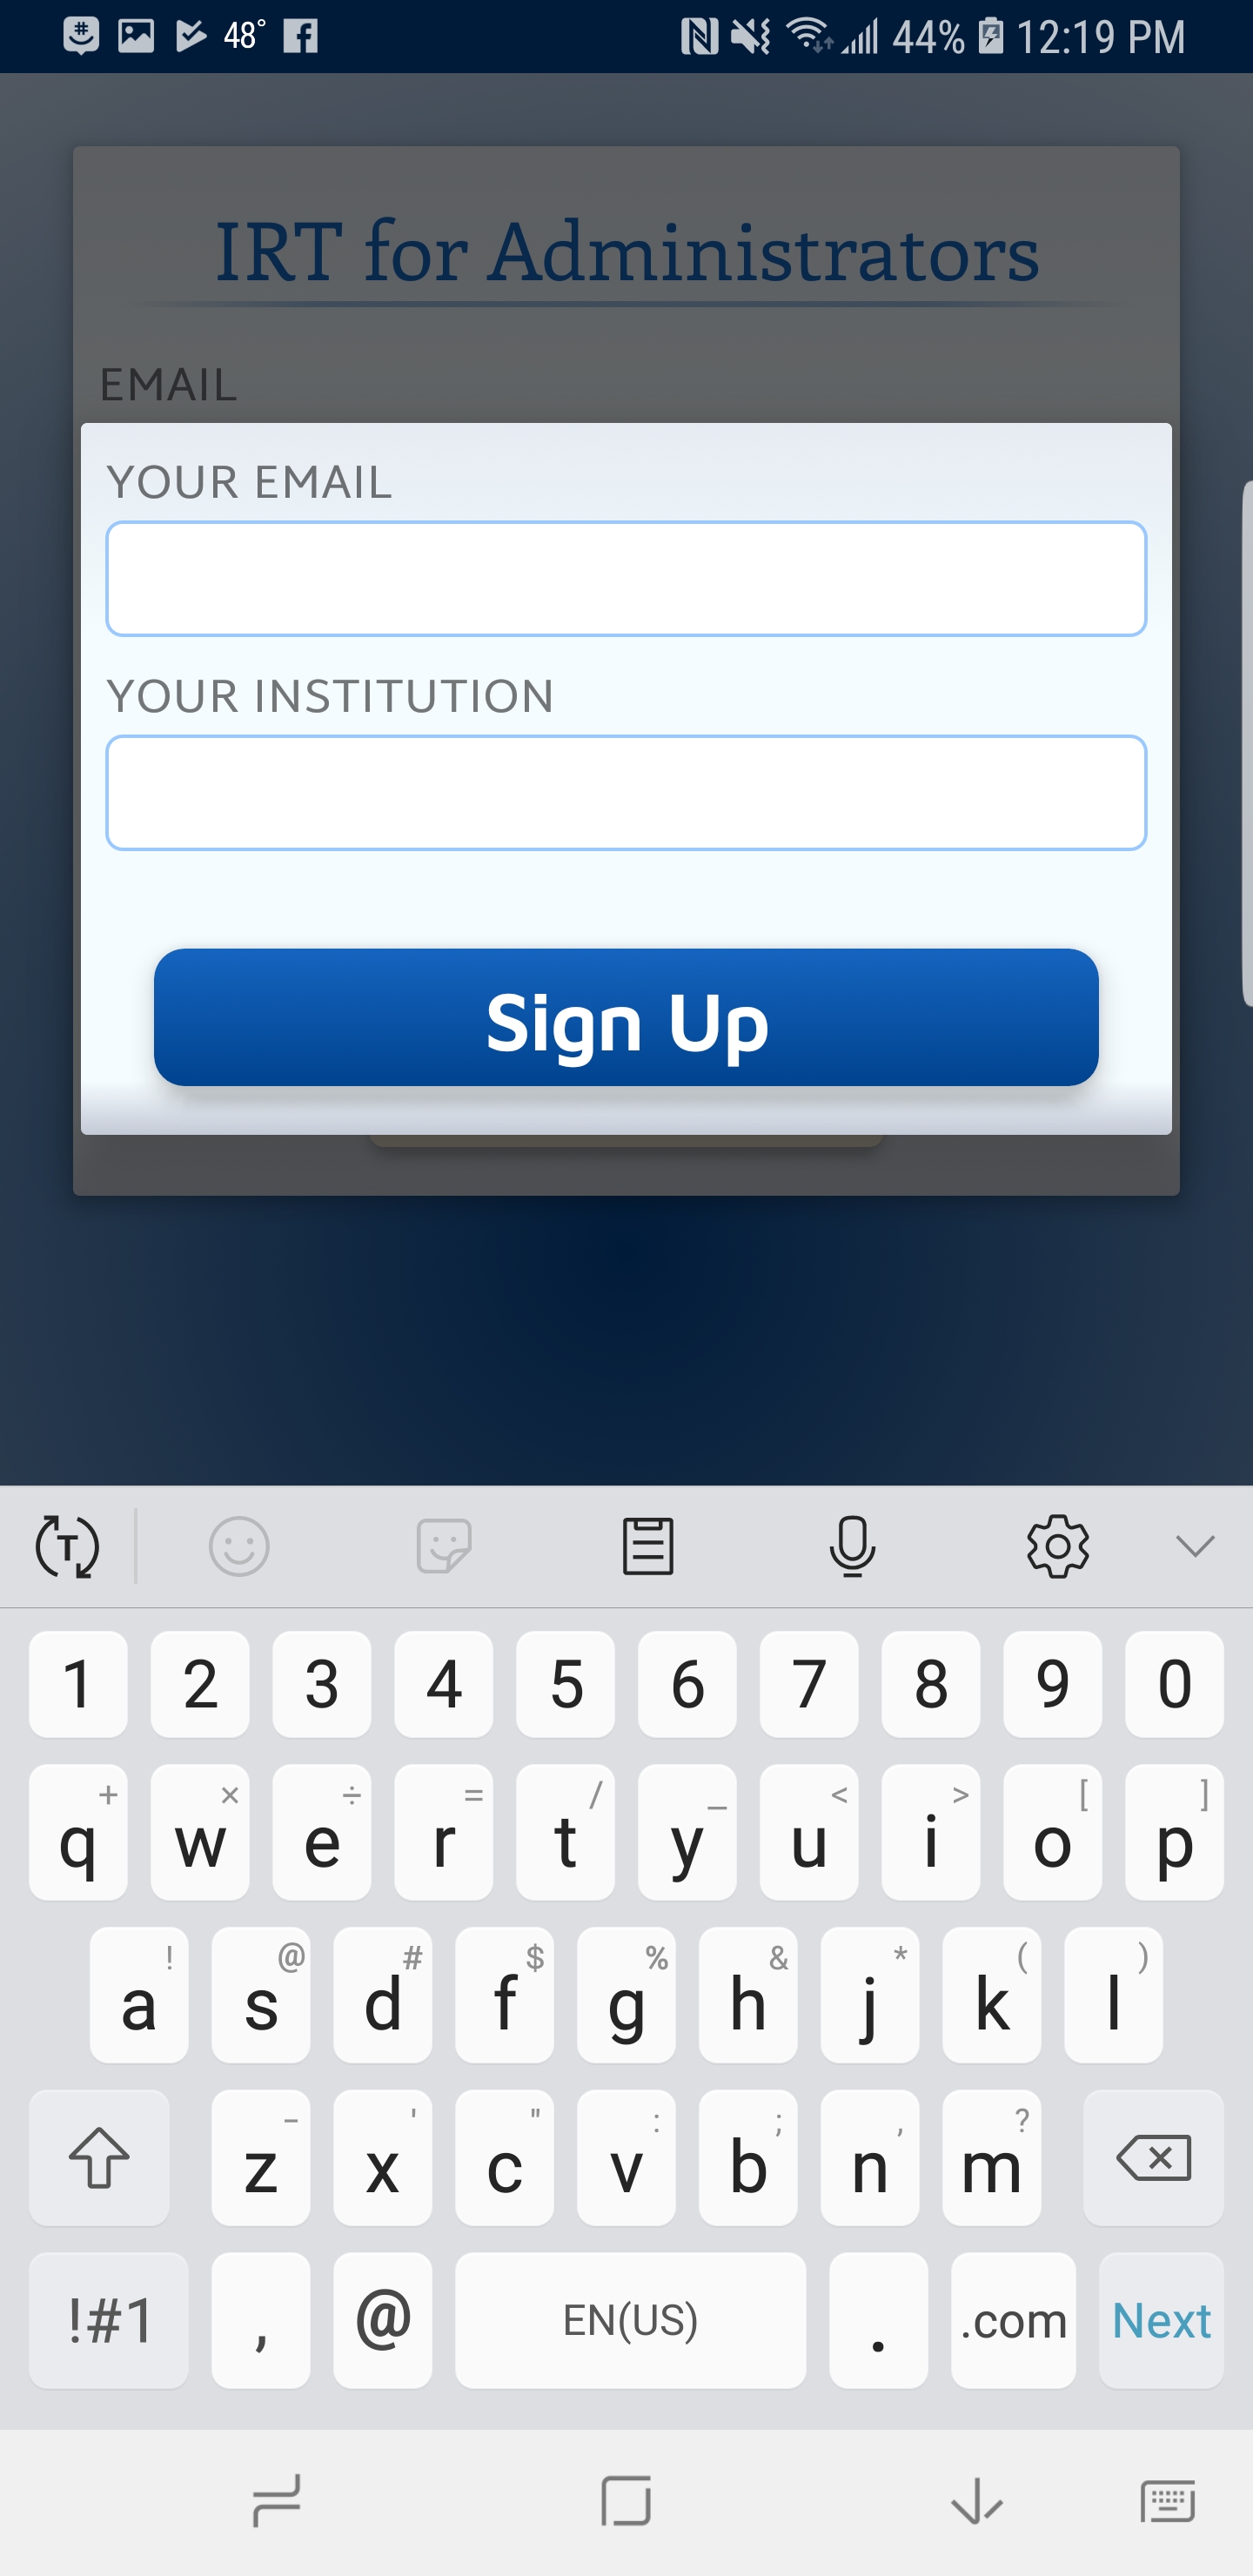 48° 44% 12:19 PM
IRT for Administrators
EMAIL
YOUR EMAIL
YOUR INSTITUTION
Sign Up
T
1 2 3 4 5 6 7 8 9 0
+ × ÷ = / _ < > [ ]
q w e r t y u i o p
! @ # $ % & * ( )
a s d f g h j k l
- ' " : ; , ?
z x c v b n m
!#1 , @ EN(US) . .com Next